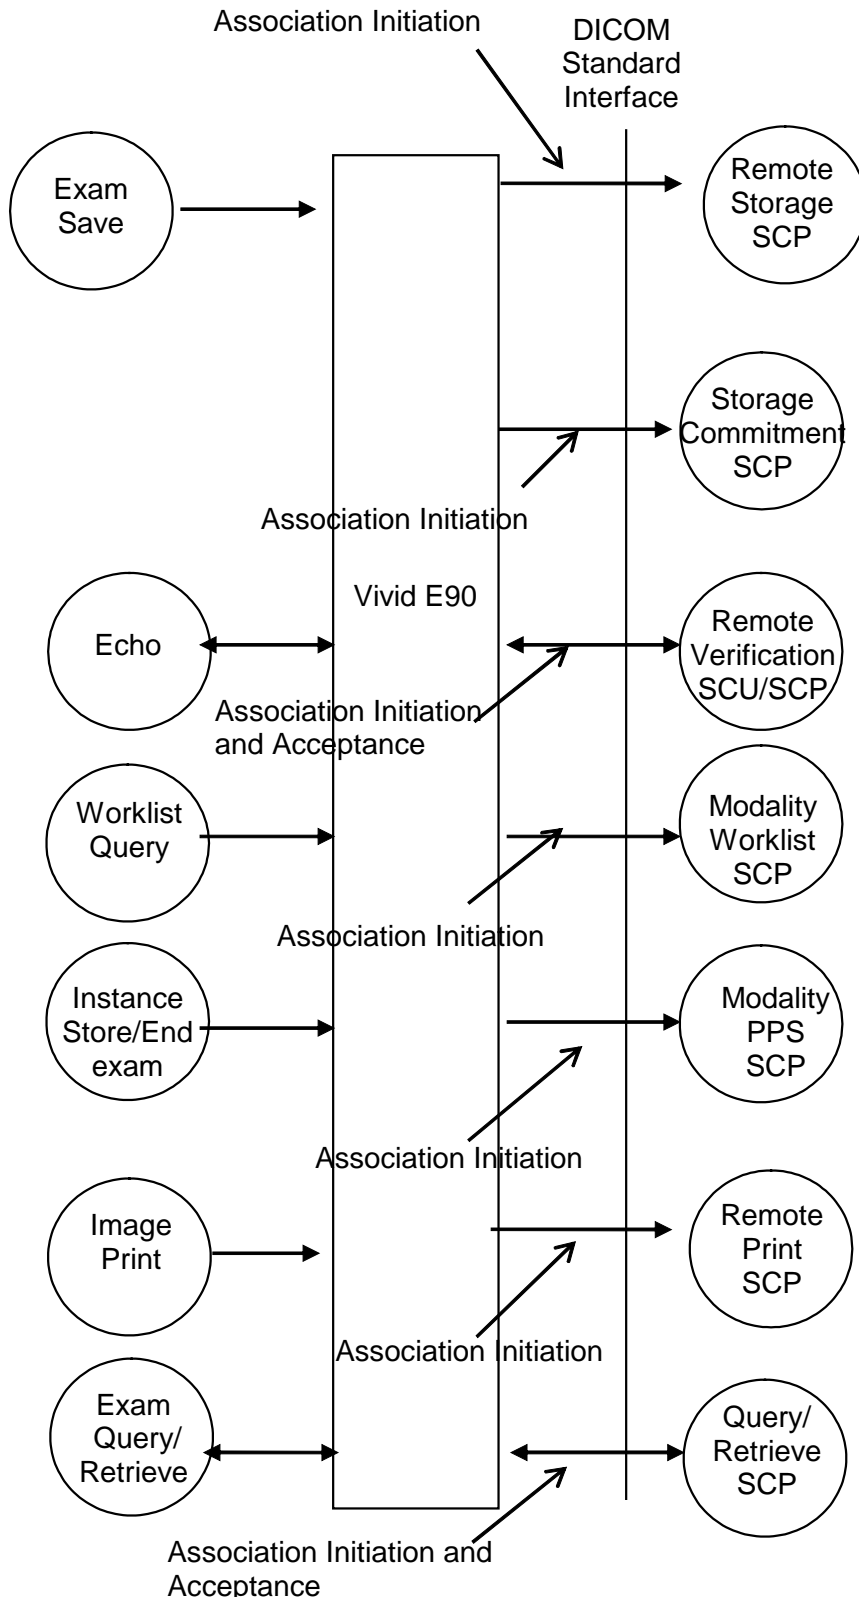 Association Initiation
DICOM
Standard
Interface
Exam
Save
Remote
Storage
SCP
Storage
Commitment
SCP
Association Initiation
Vivid E90
Echo
Remote
Verification
SCU/SCP
Association Initiation
and Acceptance
Worklist
Query
Modality
Worklist
SCP
Association Initiation
Instance
Store/End
exam
Modality
PPS
SCP
Association Initiation
Image
Print
Remote
Print
SCP
Association Initiation
Exam
Query/
Retrieve
Query/
Retrieve
SCP
Association Initiation and
Acceptance